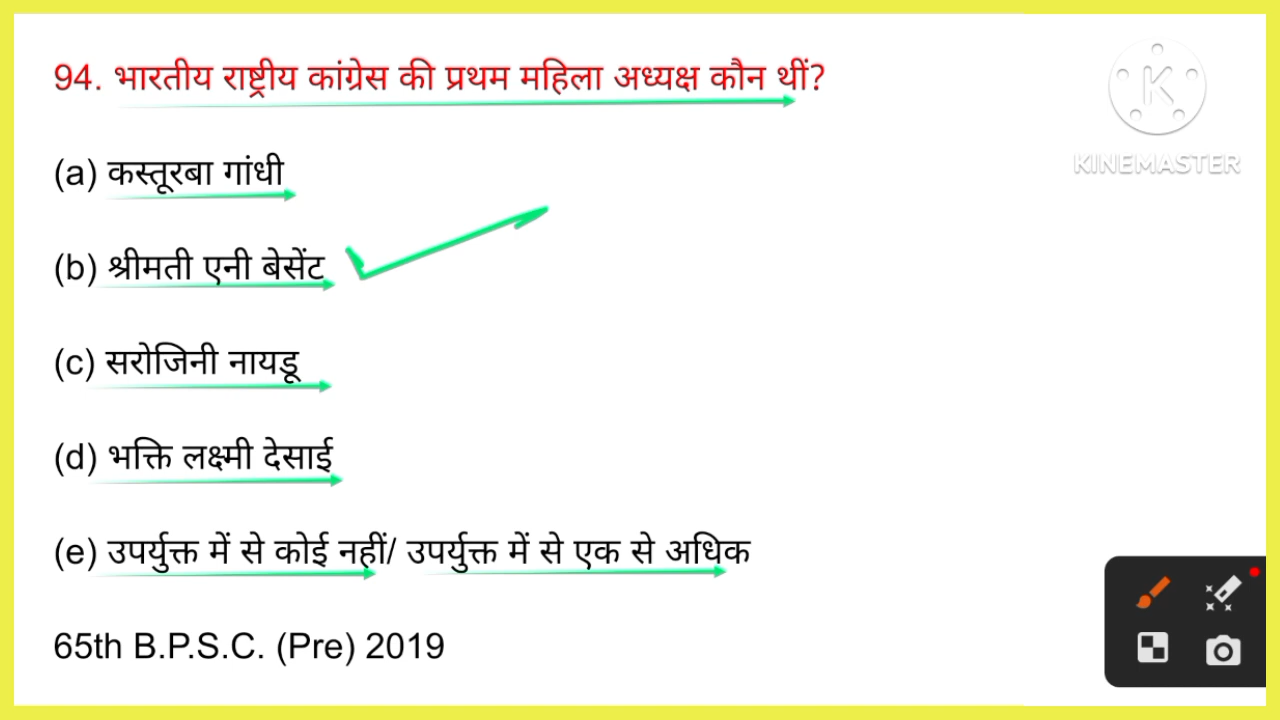 94. भारतीय राष्ट्रीय कांग्रेस की प्रथम महिला अध्यक्ष कौन थीं?
KINEMASTER
(a) कस्तूरबा गांधी
(b) श्रीमती एनी बेसेंट
(c) सरोजिनी नायडू
(d) भक्ति लक्ष्मी देसाई
(e) उपर्युक्त में से कोई नहीं/ उपर्युक्त में से एक से अधिक
65th B.P.S.C. (Pre) 2019